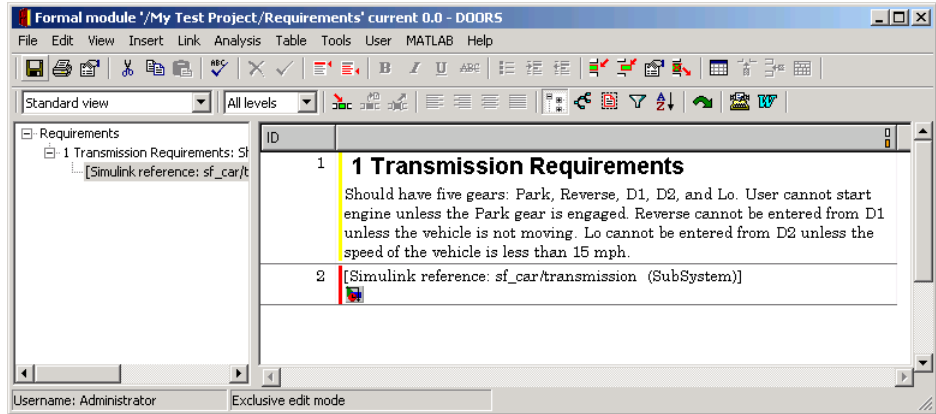 Formal module '/My Test Project/Requirements' current 0.0 - DOORS
File Edit View Insert Link Analysis Table Tools User MATLAB Help
B I U ABC
Standard view All levels
Requirements
1 Transmission Requirements: Sh
[Simulink reference: sf_car/t
ID
1 1 Transmission Requirements
Should have five gears: Park, Reverse, D1, D2, and Lo. User cannot start
engine unless the Park gear is engaged. Reverse cannot be entered from D1
unless the vehicle is not moving. Lo cannot be entered from D2 unless the
speed of the vehicle is less than 15 mph.
2 [Simulink reference: sf_car/transmission (SubSystem)]
Username: Administrator Exclusive edit mode